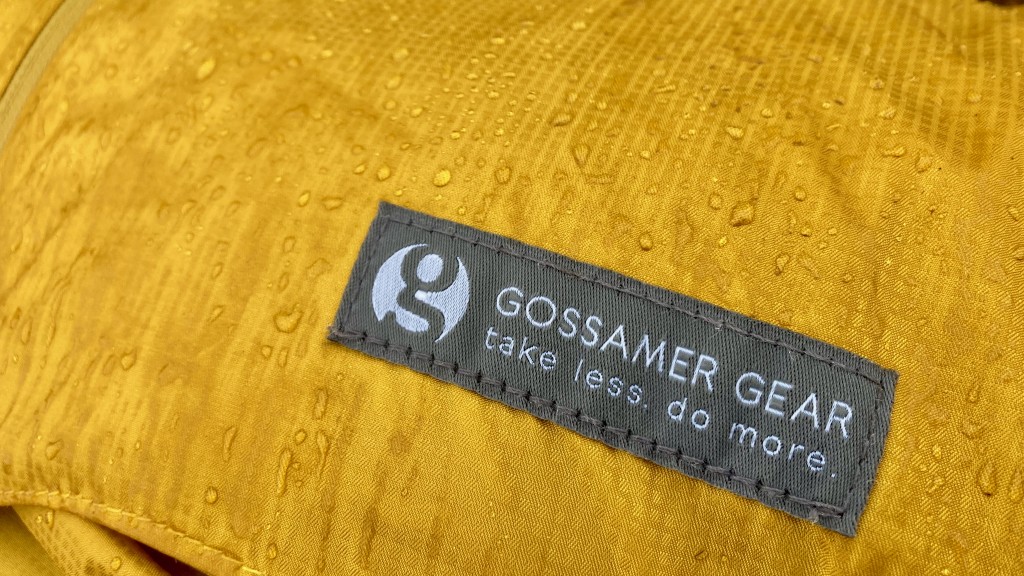 g
GOSSAMER GEAR
take less. do more.